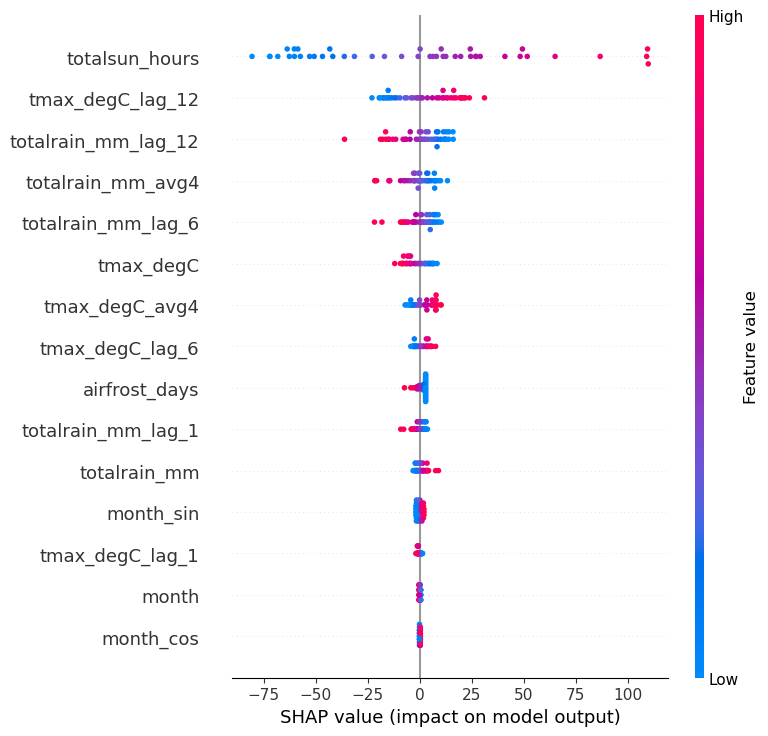 High
totalsun_hours
tmax_degC_lag_12
totalrain_mm_lag_12
totalrain_mm_avg4
totalrain_mm_lag_6
tmax_degC
tmax_degC_avg4
tmax_degC_lag_6
airfrost_days
totalrain_mm_lag_1
totalrain_mm
month_sin
tmax_degC_lag_1
month
month_cos
Feature value
Low
−75 −50 −25 0 25 50 75 100
SHAP value (impact on model output)